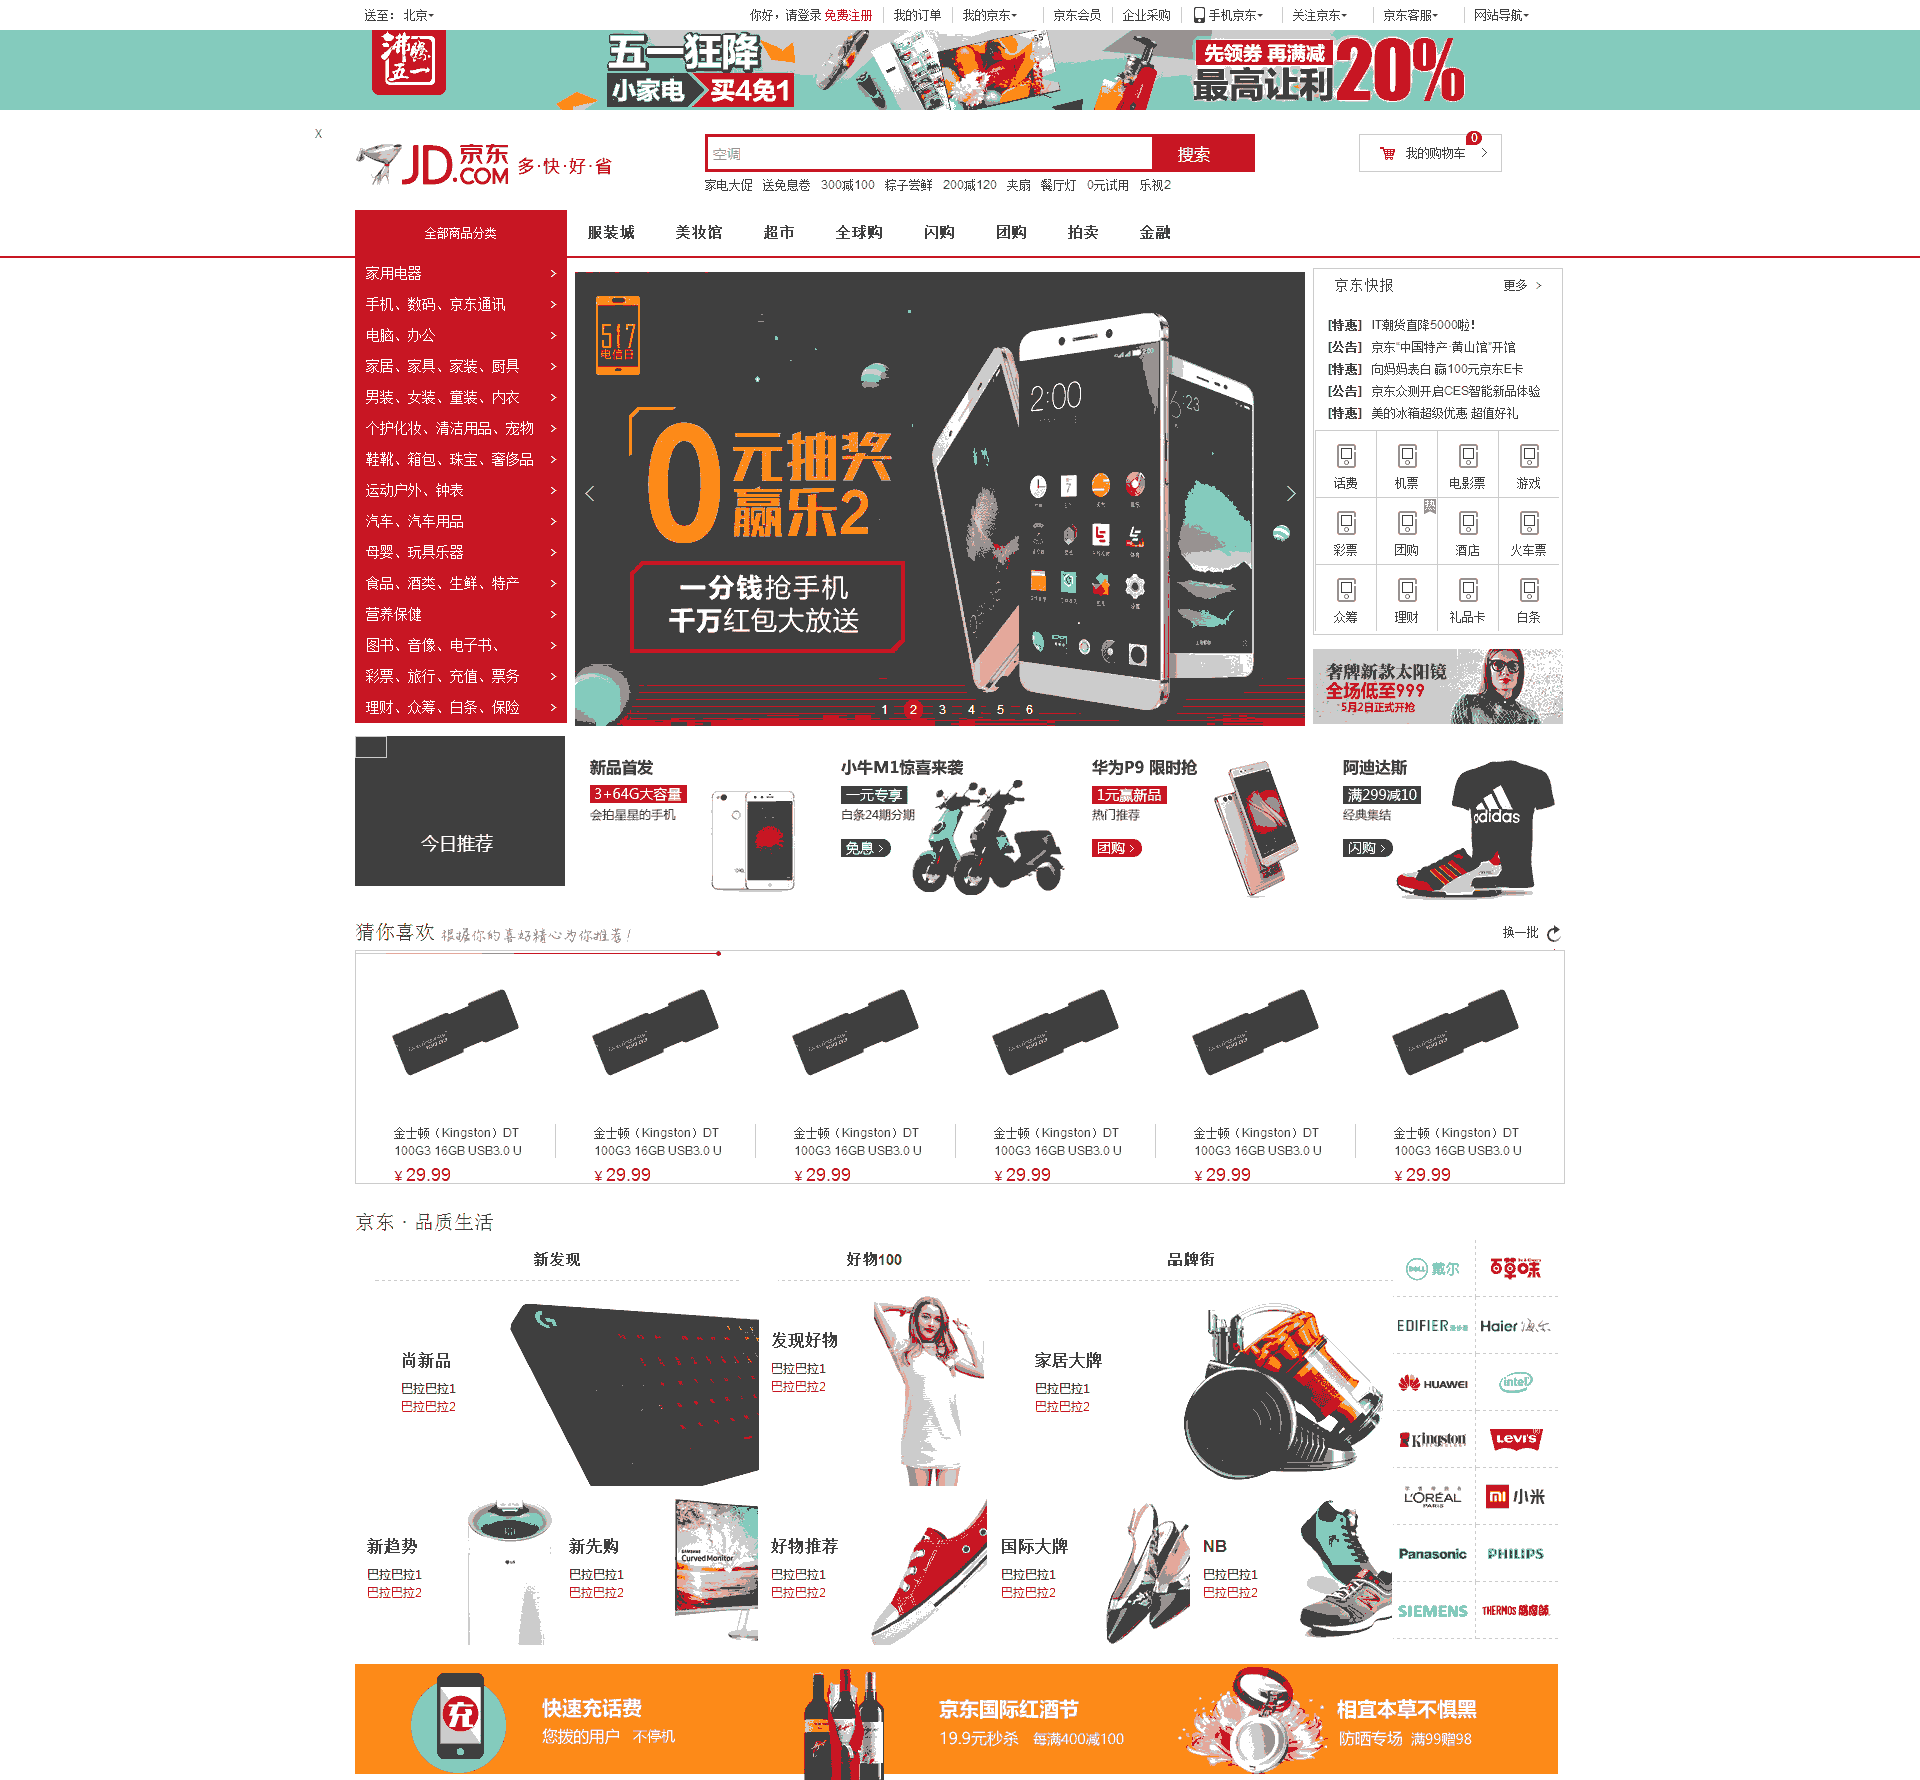 送至： 北京
你好，请登录 免费注册 我的订单 我的京东 京东会员 企业采购 手机京东 关注京东 京东客服 网站导航
沸腾五一
五一狂降
小家电 买4免1
先领券 再满减
最高让利20%
X
JD.COM 京东 多·快·好·省
空调 搜索
0
我的购物车
家电大促 送免息卷 300减100 粽子尝鲜 200减120 夹扇 餐厅灯 0元试用 乐视2
全部商品分类 服装城 美妆馆 超市 全球购 闪购 团购 拍卖 金融
家用电器
手机、数码、京东通讯
电脑、办公
家居、家具、家装、厨具
男装、女装、童装、内衣
个护化妆、清洁用品、宠物
鞋靴、箱包、珠宝、奢侈品
运动户外、钟表
汽车、汽车用品
母婴、玩具乐器
食品、酒类、生鲜、特产
营养保健
图书、音像、电子书、
彩票、旅行、充值、票务
理财、众筹、白条、保险
517
电信日
0元抽奖
赢乐2
一分钱抢手机
千万红包大放送
2:00
1 2 3 4 5 6
京东快报 更多
[特惠] IT潮货直降5000啦！
[公告] 京东“中国特产·黄山馆”开馆
[特惠] 向妈妈表白 赢100元京东E卡
[公告] 京东众测开启CES智能新品体验
[特惠] 美的冰箱超级优惠 超值好礼
话费 机票 电影票 游戏
彩票 团购 酒店 火车票
众筹 理财 礼品卡 白条
奢牌新款太阳镜
全场低至999
5月2日正式开抢
今日推荐
新品首发
3+64G大容量
会拍星星的手机
小牛M1惊喜来袭
一元专享
白条24期分期
免息
华为P9 限时抢
1元赢新品
热门推荐
团购
阿迪达斯
满299减10
经典集结
闪购
adidas
猜你喜欢 根据你的喜好精心为你推荐！ 换一批
金士顿（Kingston）DT 金士顿（Kingston）DT 金士顿（Kingston）DT 金士顿（Kingston）DT 金士顿（Kingston）DT 金士顿（Kingston）DT
100G3 16GB USB3.0 U 100G3 16GB USB3.0 U 100G3 16GB USB3.0 U 100G3 16GB USB3.0 U 100G3 16GB USB3.0 U 100G3 16GB USB3.0 U
¥ 29.99 ¥ 29.99 ¥ 29.99 ¥ 29.99 ¥ 29.99 ¥ 29.99
京东 · 品质生活
新发现 好物100 品牌街
尚新品
巴拉巴拉1
巴拉巴拉2
发现好物
巴拉巴拉1
巴拉巴拉2
家居大牌
巴拉巴拉1
巴拉巴拉2
新趋势
巴拉巴拉1
巴拉巴拉2
新先购
巴拉巴拉1
巴拉巴拉2
SAMSUNG
Curved Monitor
好物推荐
巴拉巴拉1
巴拉巴拉2
国际大牌
巴拉巴拉1
巴拉巴拉2
NB
巴拉巴拉1
巴拉巴拉2
DELL 戴尔 百草味
EDIFIER Haier
HUAWEI intel
Kingston Levi's
L'ORÉAL PARIS mi 小米
Panasonic PHILIPS
SIEMENS THERMOS 膳魔師
充
快速充话费
您拨的用户 不停机
京东国际红酒节
19.9元秒杀 每满400减100
相宜本草不惧黑
防晒专场 满99赠98